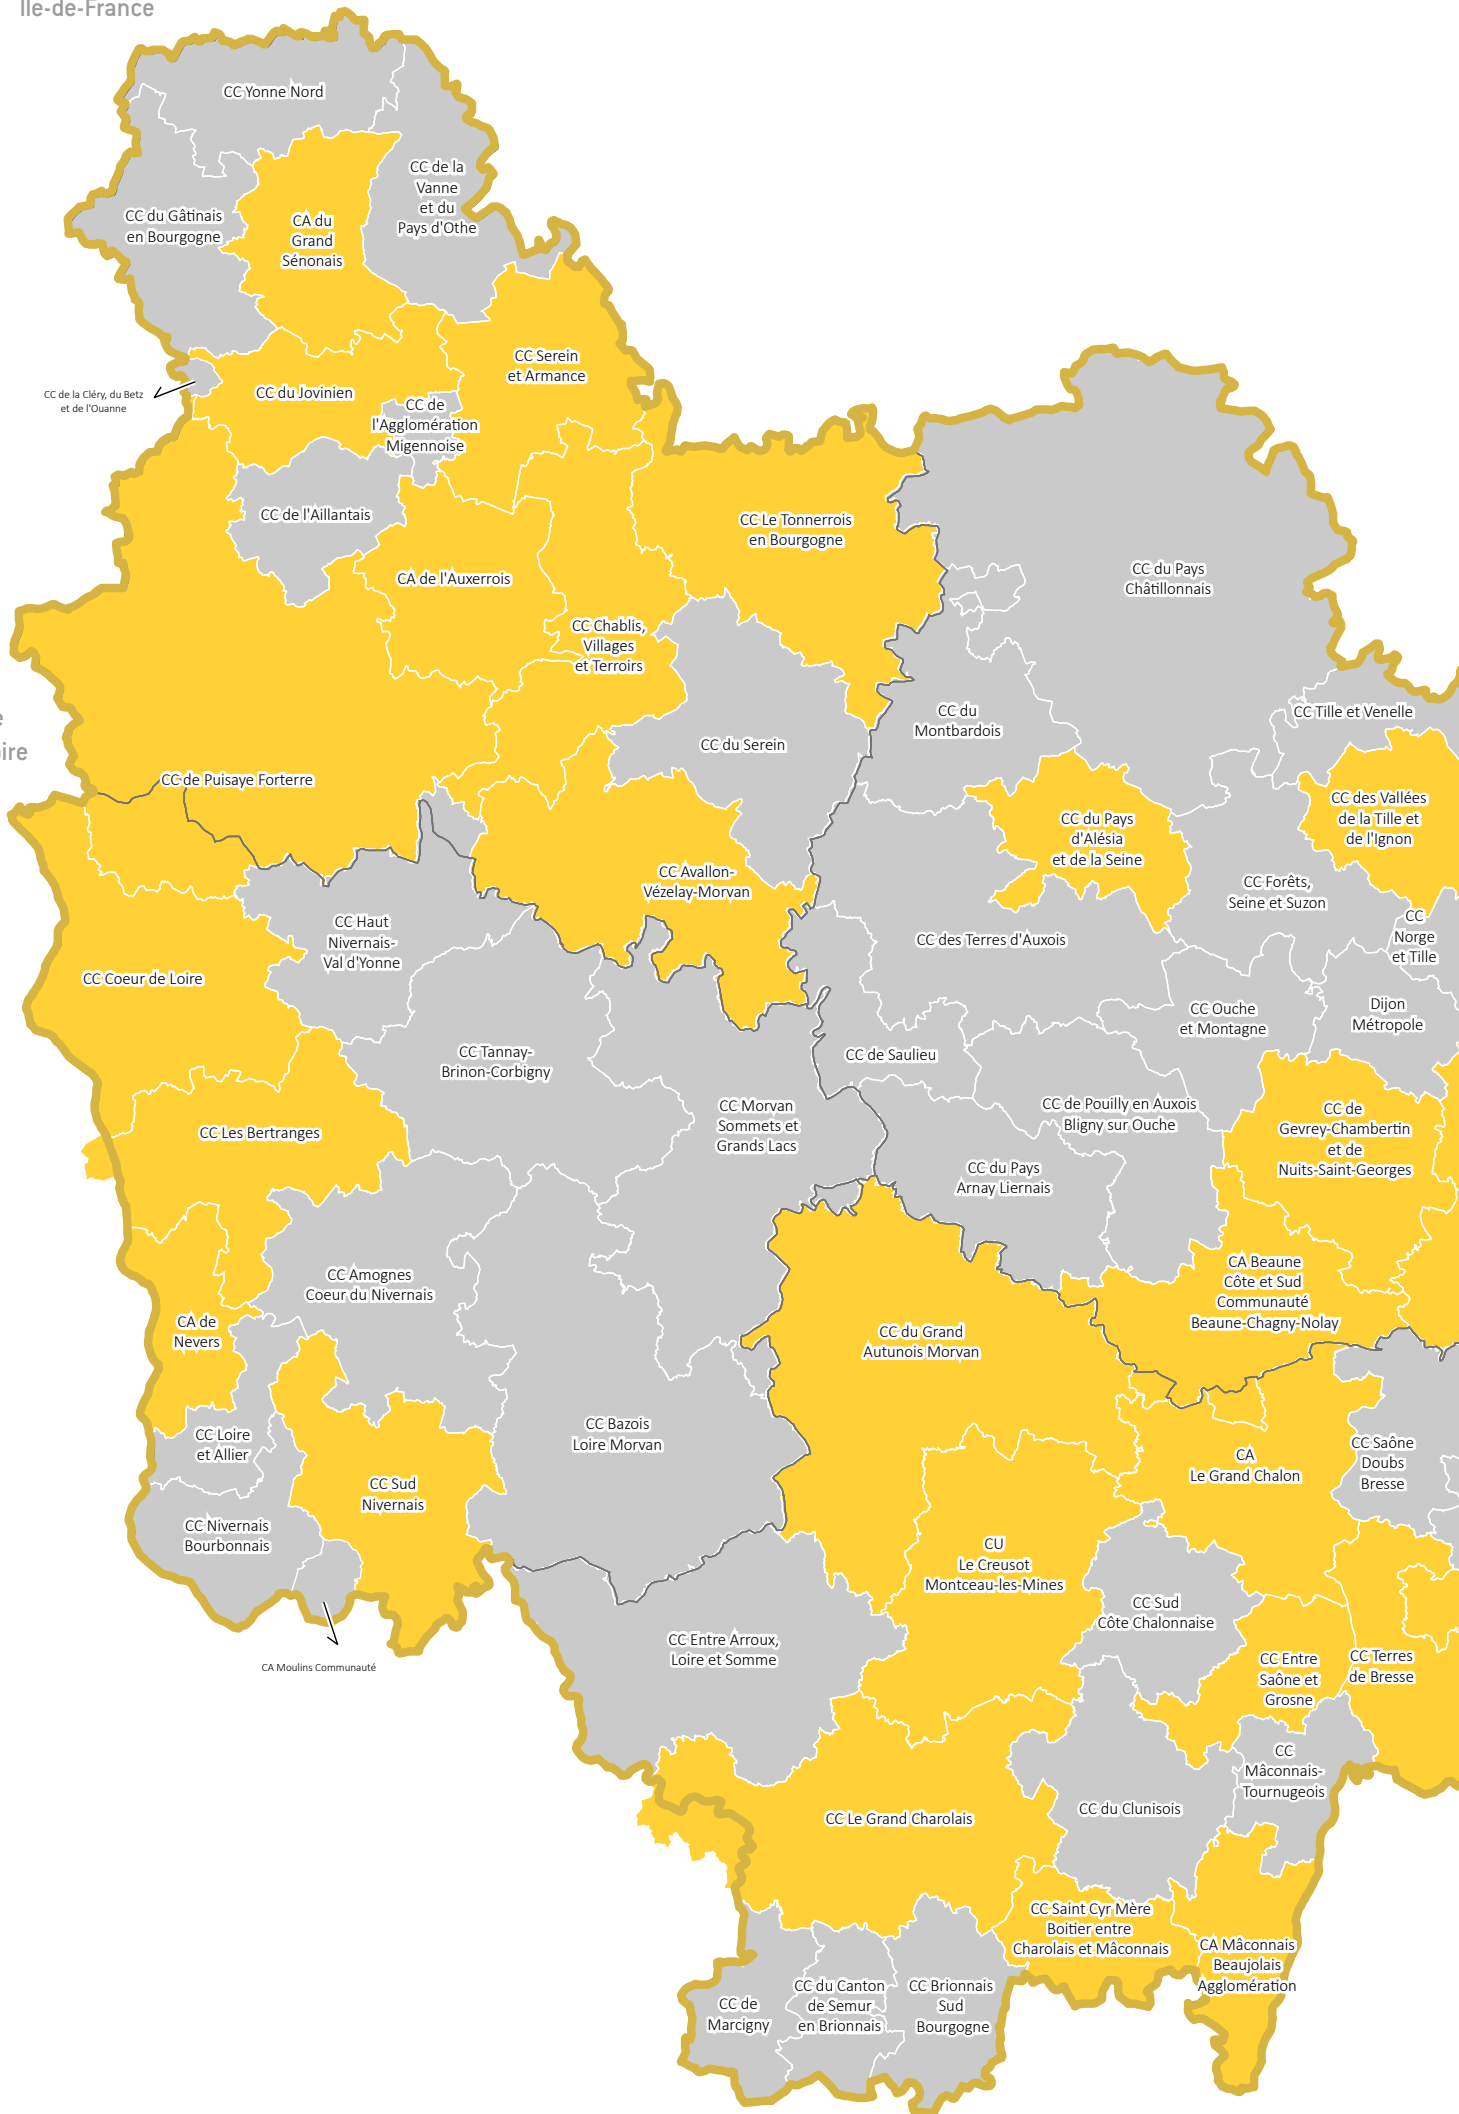 Ile-de-France
CC Yonne Nord
CC de la
Vanne
et du
Pays d'Othe
CC du Gâtinais
en Bourgogne
CA du
Grand
Sénonais
CC Serein
et Armance
CC de la Cléry, du Betz
et de l'Ouanne
CC du Jovinien
CC de
l'Agglomération
Migennoise
CC de l'Aillantais
CC Le Tonnerrois
en Bourgogne
CA de l'Auxerrois
CC du Pays
Châtillonnais
CC Chablis,
Villages
et Terroirs
CC du
Montbardois
CC Tille et Venelle
CC du Serein
e
ire
CC de Puisaye Forterre
CC des Vallées
de la Tille et
de l'Ignon
CC du Pays
d'Alésia
et de la Seine
CC Avallon-
Vézelay-Morvan
CC Forêts,
Seine et Suzon
CC Haut
Nivernais-
Val d'Yonne
CC
Norge
et Tille
CC des Terres d'Auxois
CC Coeur de Loire
CC Ouche
et Montagne
Dijon
Métropole
CC Tannay-
Brinon-Corbigny
CC de Saulieu
CC Morvan
Sommets et
Grands Lacs
CC de Pouilly en Auxois
Bligny sur Ouche
CC de
Gevrey-Chambertin
et de
Nuits-Saint-Georges
CC Les Bertranges
CC du Pays
Arnay Liernais
CC Amognes
Coeur du Nivernais
CA Beaune
Côte et Sud
Communauté
Beaune-Chagny-Nolay
CA de
Nevers
CC du Grand
Autunois Morvan
CC Loire
et Allier
CC Bazois
Loire Morvan
CA
Le Grand Chalon
CC Saône
Doubs
Bresse
CC Sud
Nivernais
CC Nivernais
Bourbonnais
CU
Le Creusot
Montceau-les-Mines
CC Sud
Côte Chalonnaise
CC Entre Arroux,
Loire et Somme
CA Moulins Communauté
CC Entre
Saône et
Grosne
CC Terres
de Bresse
CC
Mâconnais-
Tournugeois
CC Le Grand Charolais
CC du Clunisois
CC Saint Cyr Mère
Boitier entre
Charolais et Mâconnais
CA Mâconnais
Beaujolais
Agglomération
CC de
Marcigny
CC du Canton
de Semur
en Brionnais
CC Brionnais
Sud
Bourgogne